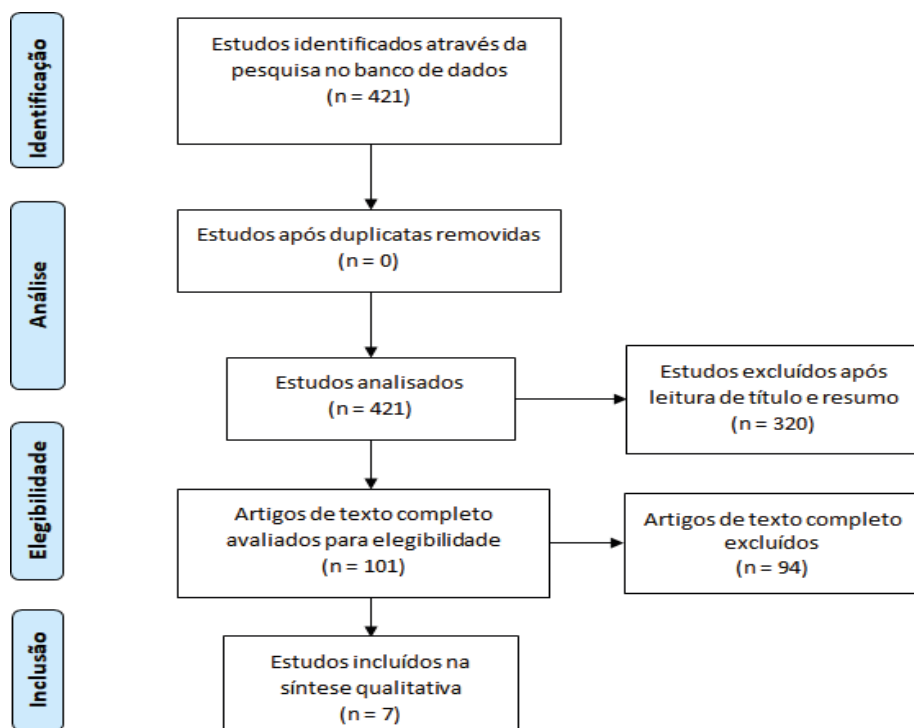 Identificação
Estudos identificados através da
pesquisa no banco de dados
(n = 421)
Análise
Estudos após duplicatas removidas
(n = 0)
Estudos analisados
(n = 421)
Estudos excluídos após
leitura de título e resumo
(n = 320)
Elegibilidade
Artigos de texto completo
avaliados para elegibilidade
(n = 101)
Artigos de texto completo
excluídos
(n = 94)
Inclusão
Estudos incluídos na
síntese qualitativa
(n = 7)